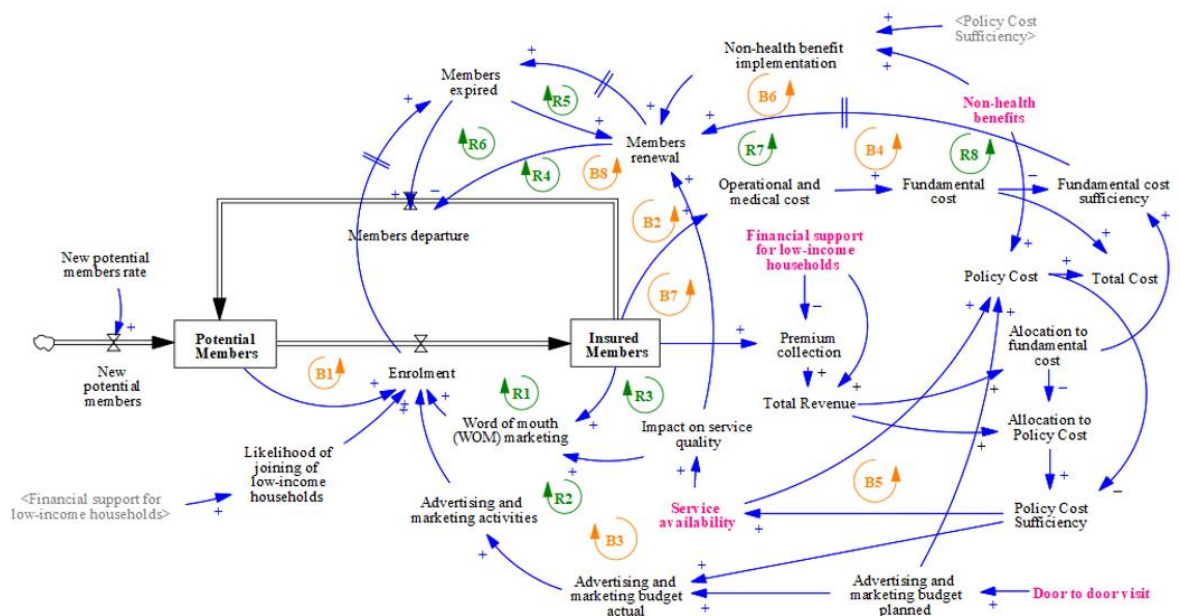 <Policy Cost
Sufficiency>
Non-health benefit
implementation
Members
expired
Non-health
benefits
Members
renewal
Operational and
medical cost
Fundamental
cost
Fundamental cost
sufficiency
Members departure
Financial support
for low-income
households
New potential
members rate
Policy Cost
Total Cost
Potential
Members
Insured
Members
Premium
collection
Alocation to
fundamental
cost
New
potential
members
Enrolment
Total Revenue
Word of mouth
(WOM) marketing
Impact on service
quality
Allocation to
Policy Cost
Likelihood of
joining of
low-income
households
<Financial support for
low-income households>
Advertising and
marketing activities
Service
availability
Policy Cost
Sufficiency
Advertising and
marketing budget
actual
Advertising and
marketing budget
planned
Door to door visit
R5
R6
R4
B8
B6
R7
B4
R8
B2
B7
B1
R1
R3
R2
B3
B5